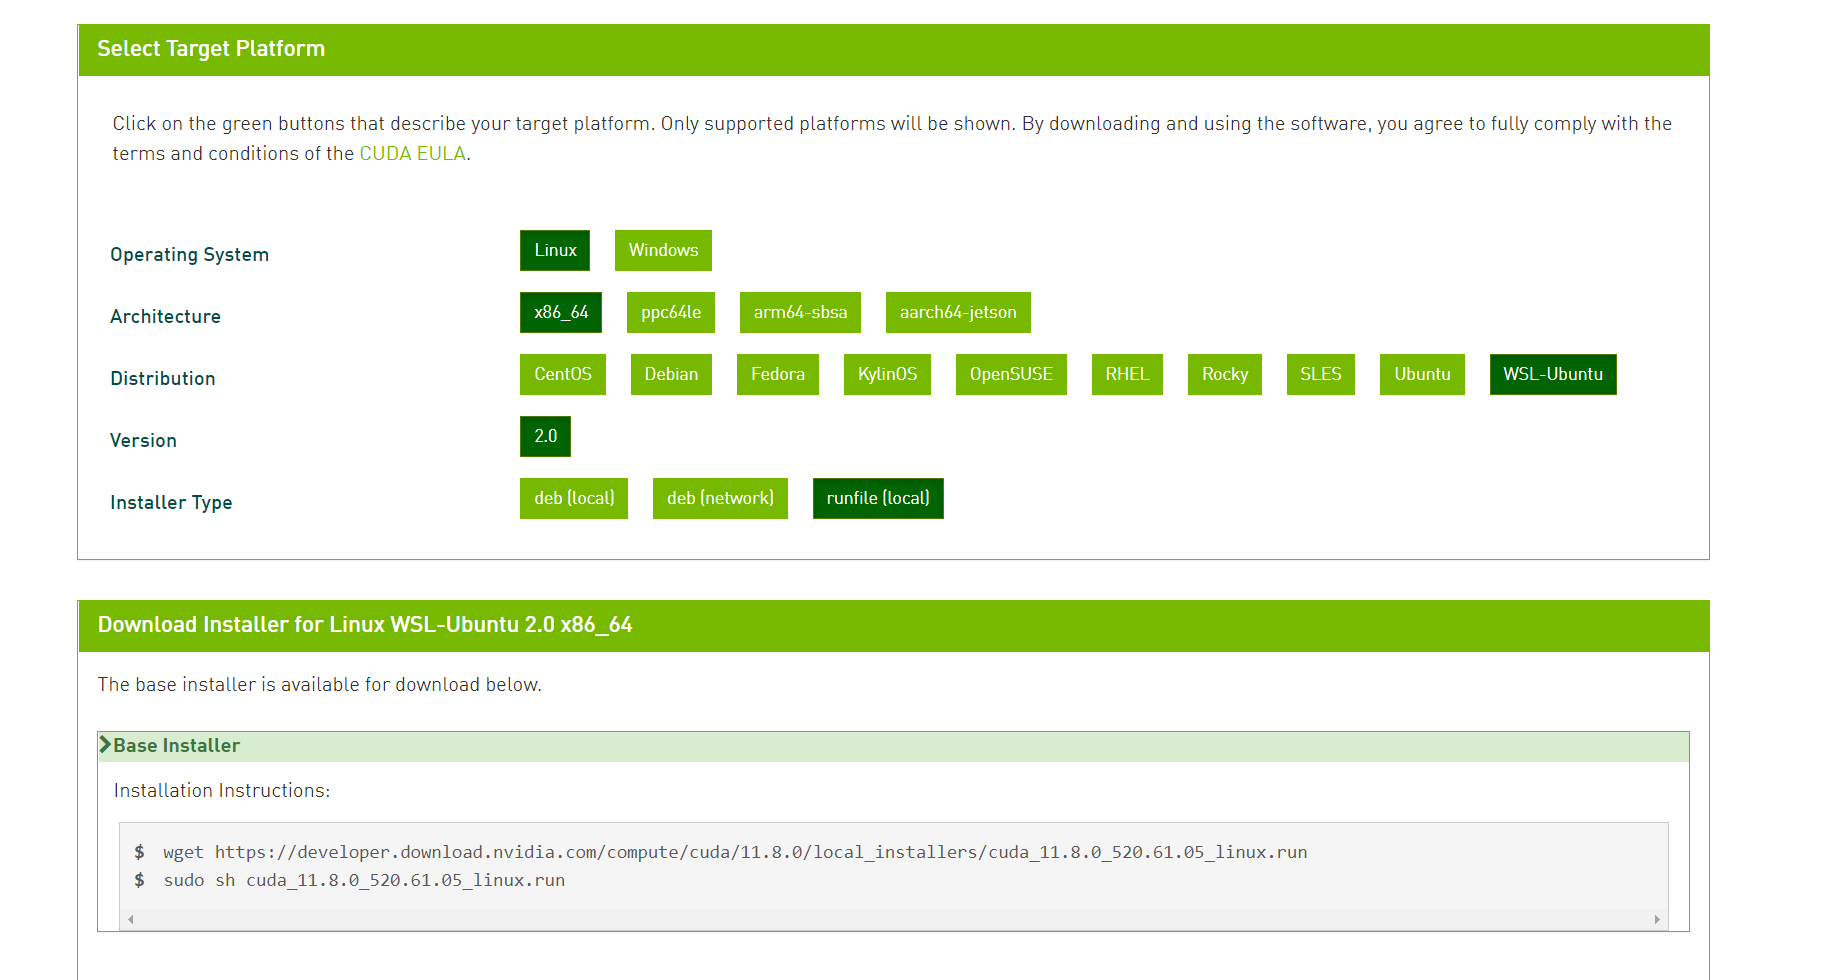 Select Target Platform
Click on the green buttons that describe your target platform. Only supported platforms will be shown. By downloading and using the software, you agree to fully comply with the
terms and conditions of the CUDA EULA.
Operating System
Linux Windows
Architecture
x86_64 ppc64le arm64-sbsa aarch64-jetson
Distribution
CentOS Debian Fedora KylinOS OpenSUSE RHEL Rocky SLES Ubuntu WSL-Ubuntu
Version
2.0
Installer Type
deb (local) deb (network) runfile (local)
Download Installer for Linux WSL-Ubuntu 2.0 x86_64
The base installer is available for download below.
Base Installer
Installation Instructions:
$ wget https://developer.download.nvidia.com/compute/cuda/11.8.0/local_installers/cuda_11.8.0_520.61.05_linux.run
$ sudo sh cuda_11.8.0_520.61.05_linux.run